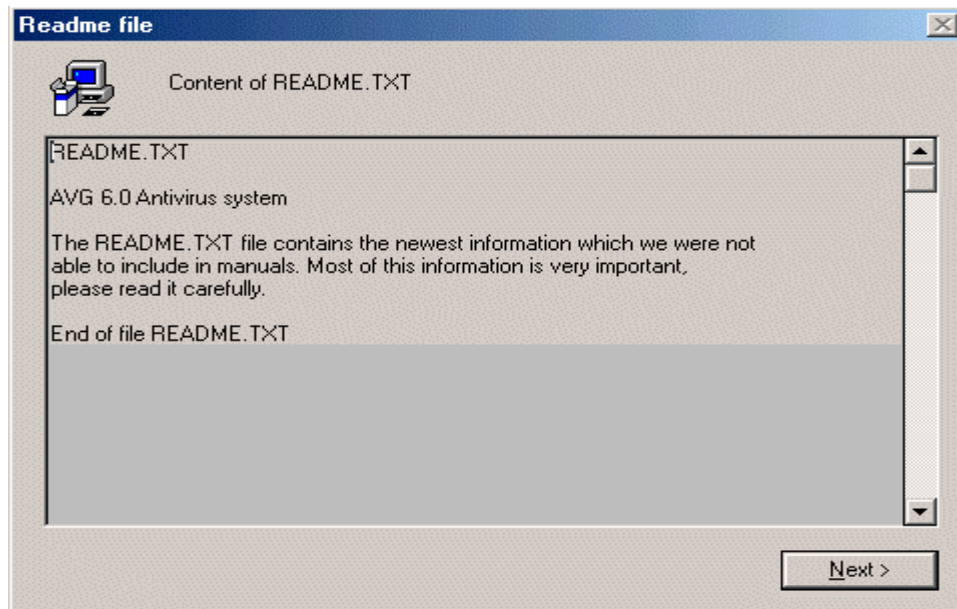 Readme file
Content of README.TXT
README.TXT
AVG 6.0 Antivirus system
The README.TXT file contains the newest information which we were not
able to include in manuals. Most of this information is very important,
please read it carefully.
End of file README.TXT
Next >